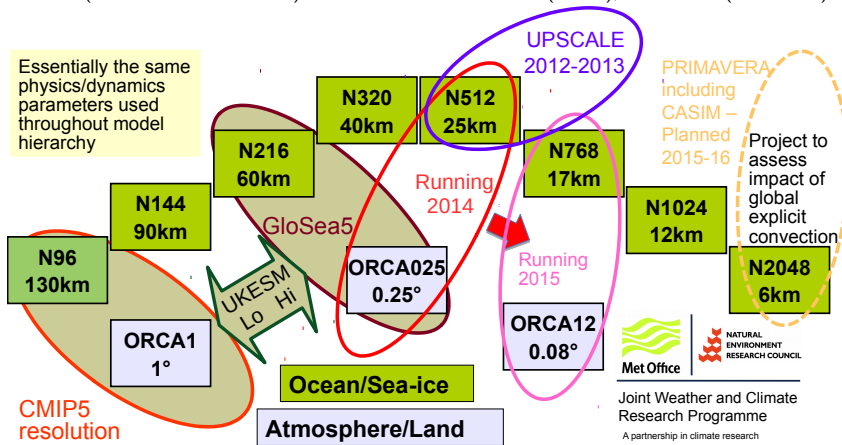 UPSCALE
2012-2013
Essentially the same
physics/dynamics
parameters used
throughout model
hierarchy
N320
40km
N512
25km
PRIMAVERA
including
CASIM –
Planned
2015-16
N216
60km
N768
17km
Project to
assess
impact of
global
explicit
convection
Running
2014
N144
90km
GloSea5
N1024
12km
N96
130km
UKESM
Lo Hi
ORCA025
0.25°
Running
2015
N2048
6km
ORCA1
1°
ORCA12
0.08°
Met Office
NATURAL
ENVIRONMENT
RESEARCH COUNCIL
Ocean/Sea-ice
Joint Weather and Climate
Research Programme
CMIP5
resolution
Atmosphere/Land
A partnership in climate research